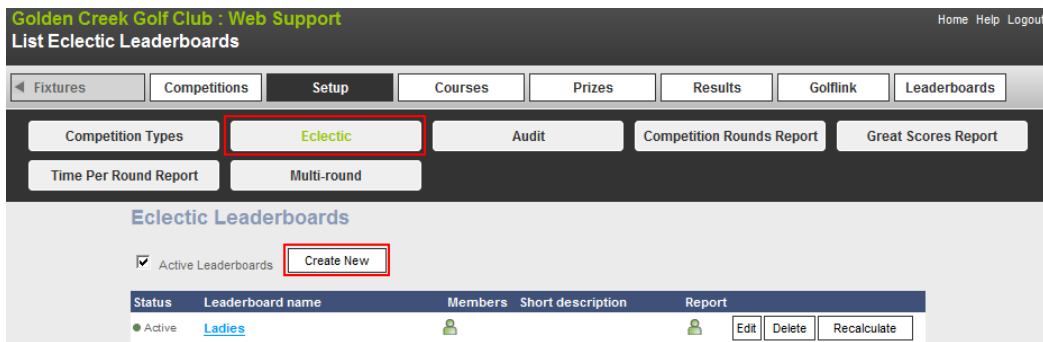 Golden Creek Golf Club : Web Support
Home Help Logout
List Eclectic Leaderboards
Fixtures Competitions Setup Courses Prizes Results Golflink Leaderboards
Competition Types Eclectic Audit Competition Rounds Report Great Scores Report
Time Per Round Report Multi-round
Eclectic Leaderboards
Active Leaderboards Create New
Status Leaderboard name Members Short description Report
Active Ladies Edit Delete Recalculate